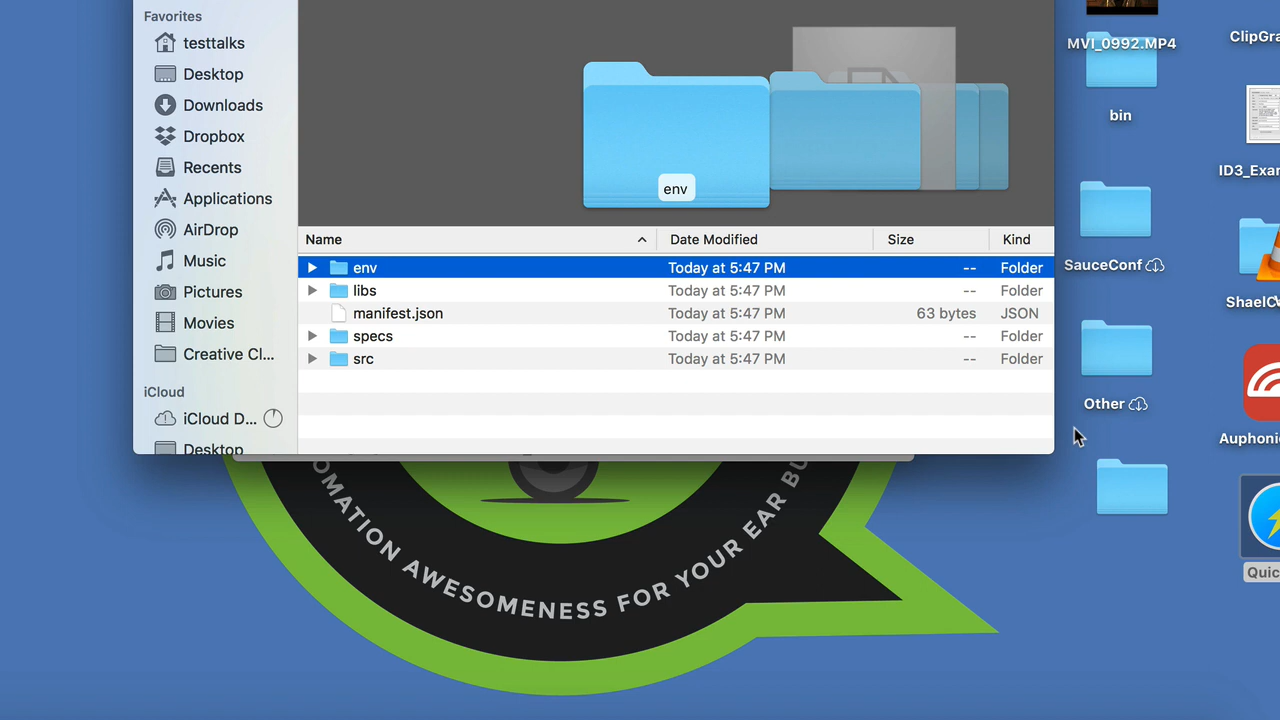 Favorites
testtalks
Desktop
Downloads
Dropbox
Recents
Applications
AirDrop
Music
Pictures
Movies
Creative Cl...
iCloud
iCloud D...
Desktop
env
Name Date Modified Size Kind
env Today at 5:47 PM -- Folder
libs Today at 5:47 PM -- Folder
manifest.json Today at 5:47 PM 63 bytes JSON
specs Today at 5:47 PM -- Folder
src Today at 5:47 PM -- Folder
MVI_0992.MP4
bin
SauceConf
Other
ClipGra
ID3_Exa
ShaelC
Auphoni
Quic
OMATION AWESOMENESS FOR YOUR EAR BU